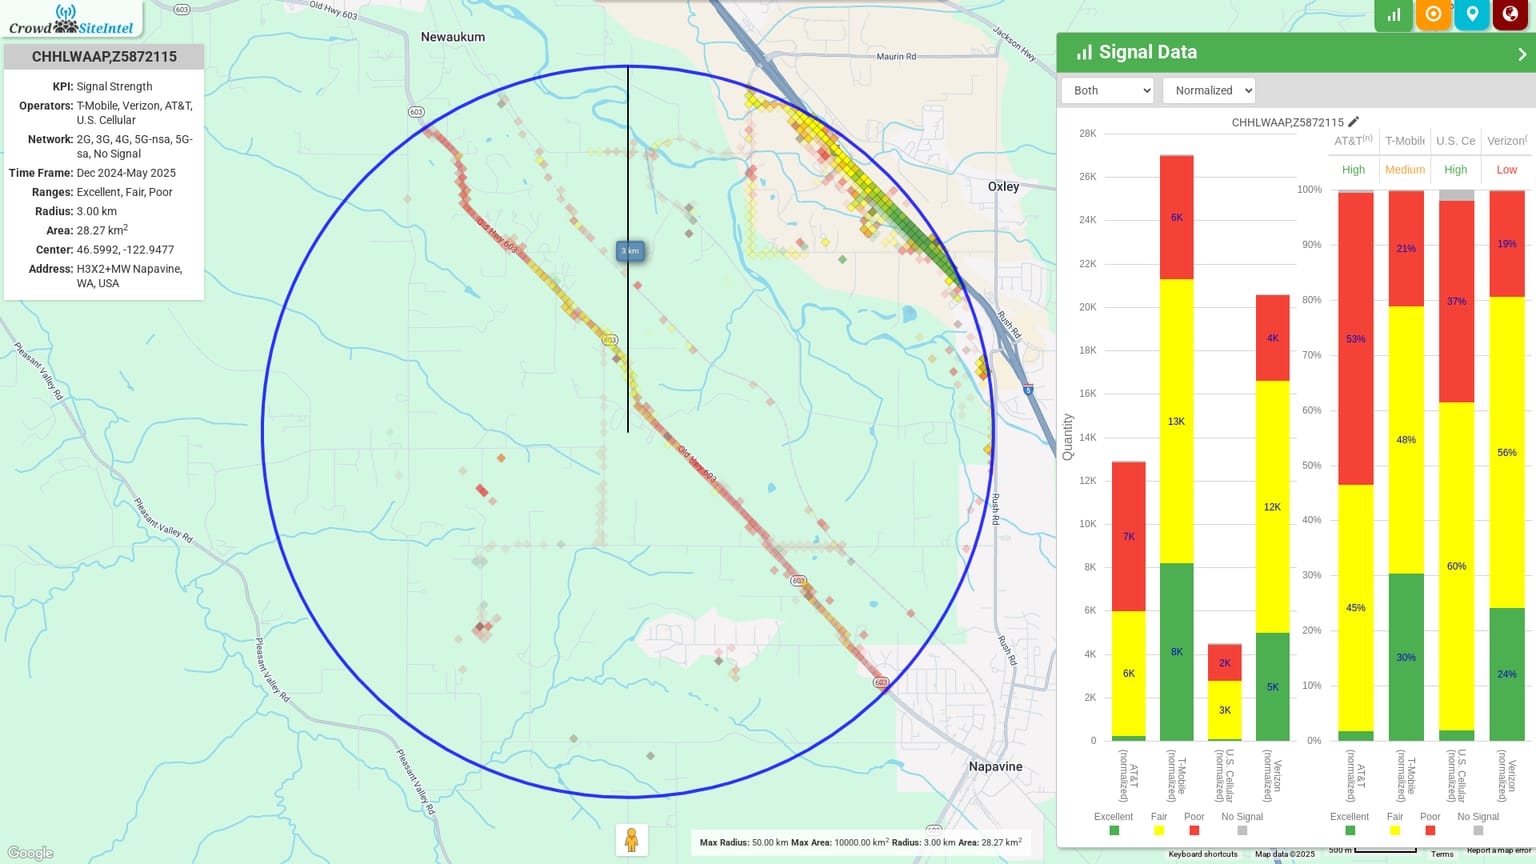 Crowd SiteIntel
CHHLWAAP,Z5872115
KPI: Signal Strength
Operators: T-Mobile, Verizon, AT&T,
U.S. Cellular
Network: 2G, 3G, 4G, 5G-nsa, 5G-
sa, No Signal
Time Frame: Dec 2024-May 2025
Ranges: Excellent, Fair, Poor
Radius: 3.00 km
Area: 28.27 km²
Center: 46.5992, -122.9477
Address: H3X2+MW Napavine,
WA, USA
603
Old Hwy 603
Newaukum
Maurin Rd
Jackson Hwy
603
Oxley
Old Hwy 603
3 km
Rush Rd
603
5
Pleasant Valley Rd
Old Hwy 603
Rush Rd
Pleasant Valley Rd
603
Rush Rd
Pleasant Valley Rd
603
Napavine
Pleasant Valley Rd
603
Google
Max Radius: 50.00 km Max Area: 10000.00 km² Radius: 3.00 km Area: 28.27 km²
Signal Data
Both
Normalized
CHHLWAAP,Z5872115
Quantity
28K
26K
24K
22K
20K
18K
16K
14K
12K
10K
8K
6K
4K
2K
0
7K
6K
6K
13K
8K
2K
3K
4K
12K
5K
AT&T
(normalized)
T-Mobile
(normalized)
U.S. Cellular
(normalized)
Verizon
(normalized)
Excellent Fair Poor No Signal
AT&T(n) T-Mobile U.S. Ce Verizon(
High Medium High Low
100%
90%
80%
70%
60%
50%
40%
30%
20%
10%
0%
53%
45%
21%
48%
30%
37%
60%
19%
56%
24%
AT&T
(normalized)
T-Mobile
(normalized)
U.S. Cellular
(normalized)
Verizon
(normalized)
Excellent Fair Poor No Signal
Keyboard shortcuts Map data ©2025 500 m Terms Report a map error